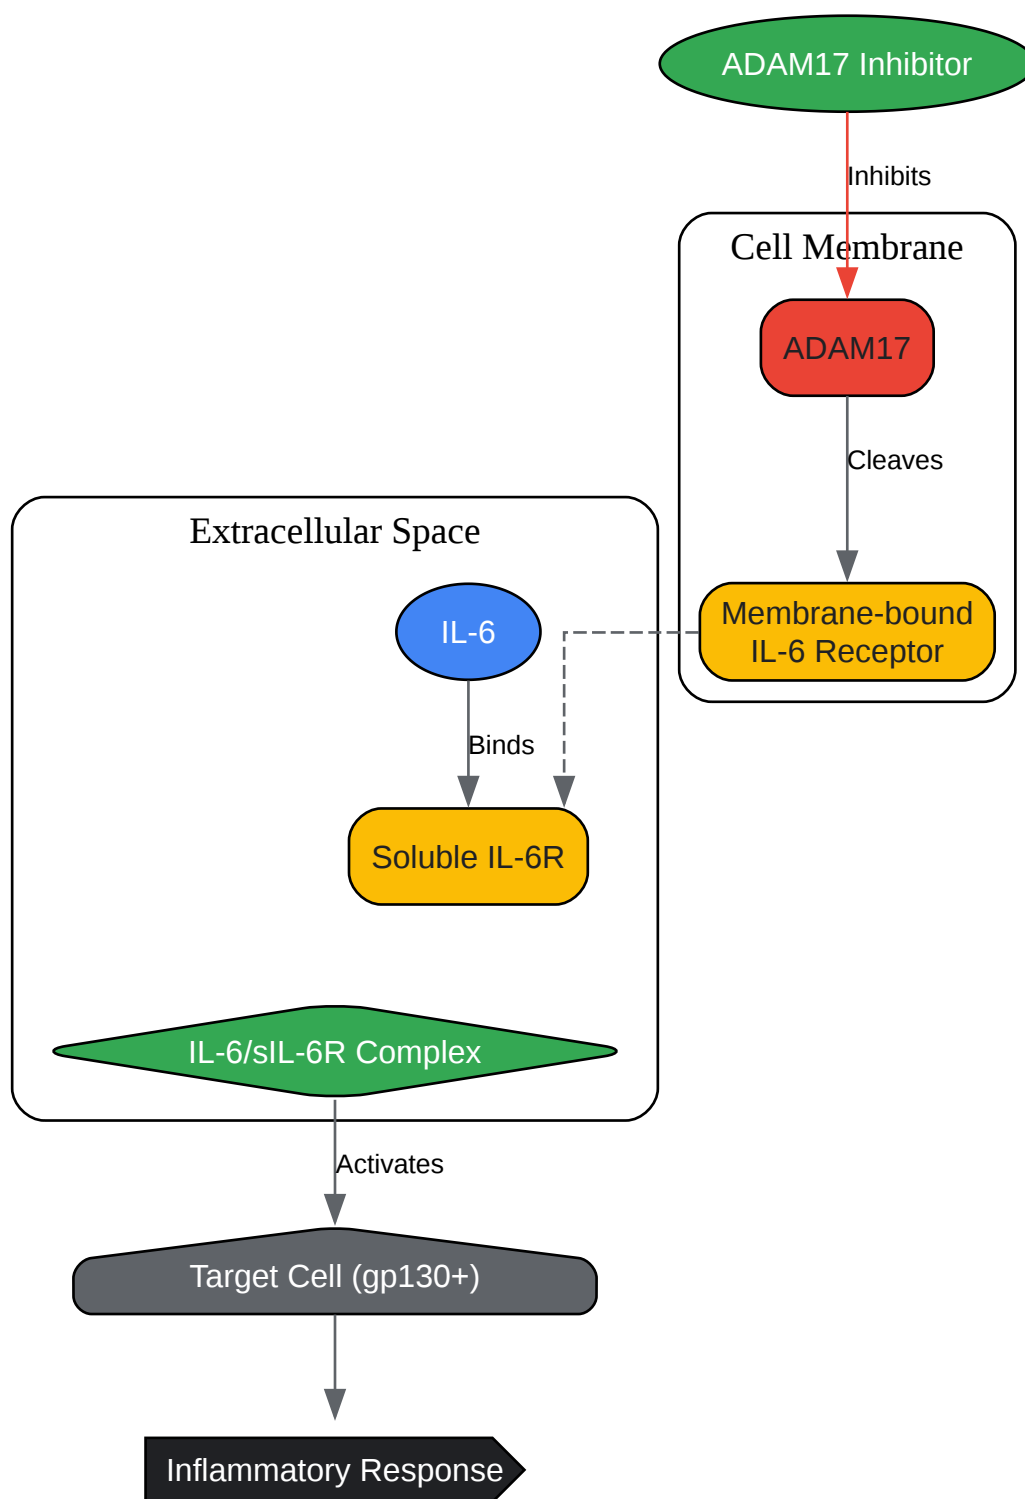 ADAM17 Inhibitor
Inhibits
Cell Membrane
ADAM17
Cleaves
Extracellular Space
IL-6
Membrane-bound
IL-6 Receptor
Binds
Soluble IL-6R
IL-6/sIL-6R Complex
Activates
Target Cell (gp130+)
Inflammatory Response